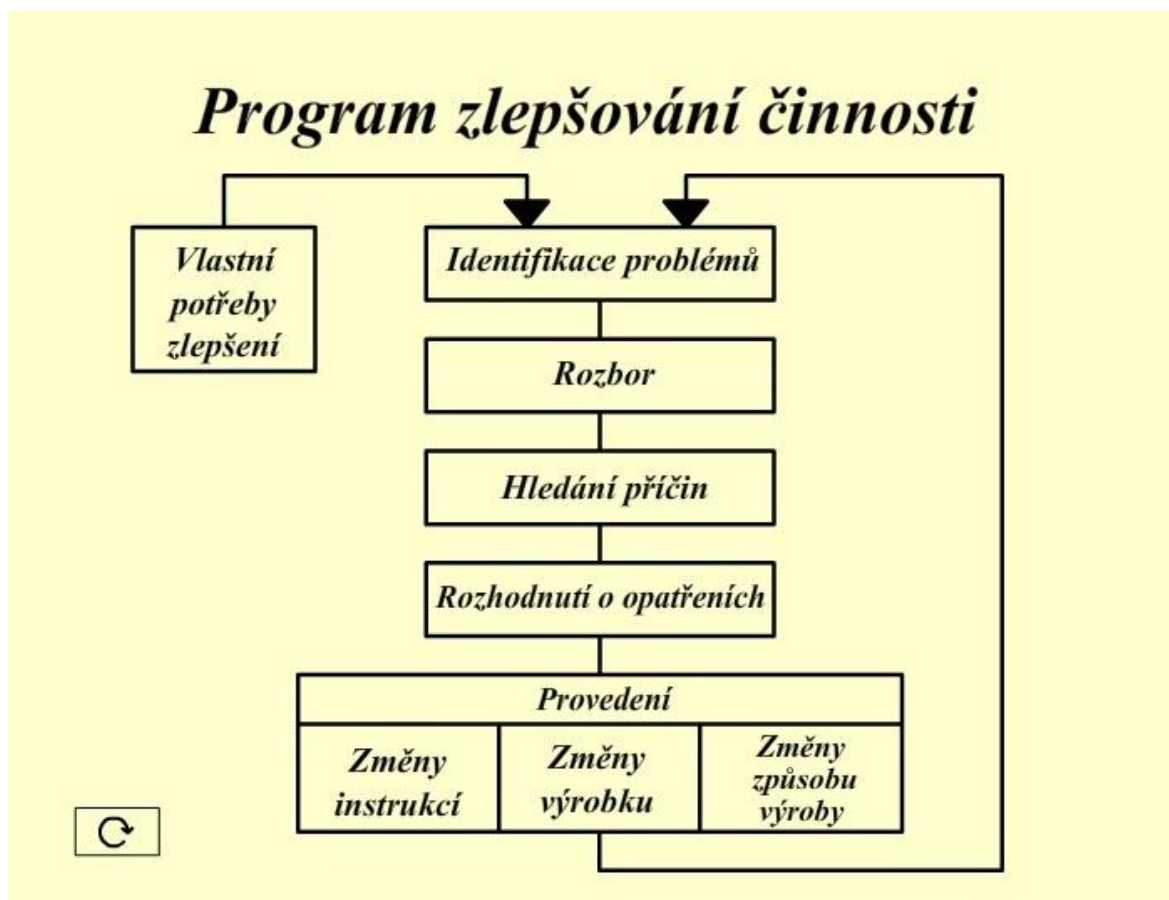 Program zlepšování činnosti
Vlastní
potřeby
zlepšení
Identifikace problémů
Rozbor
Hledání příčin
Rozhodnutí o opatřeních
Provedení
Změny
instrukcí
Změny
výrobku
Změny
způsobu
výroby